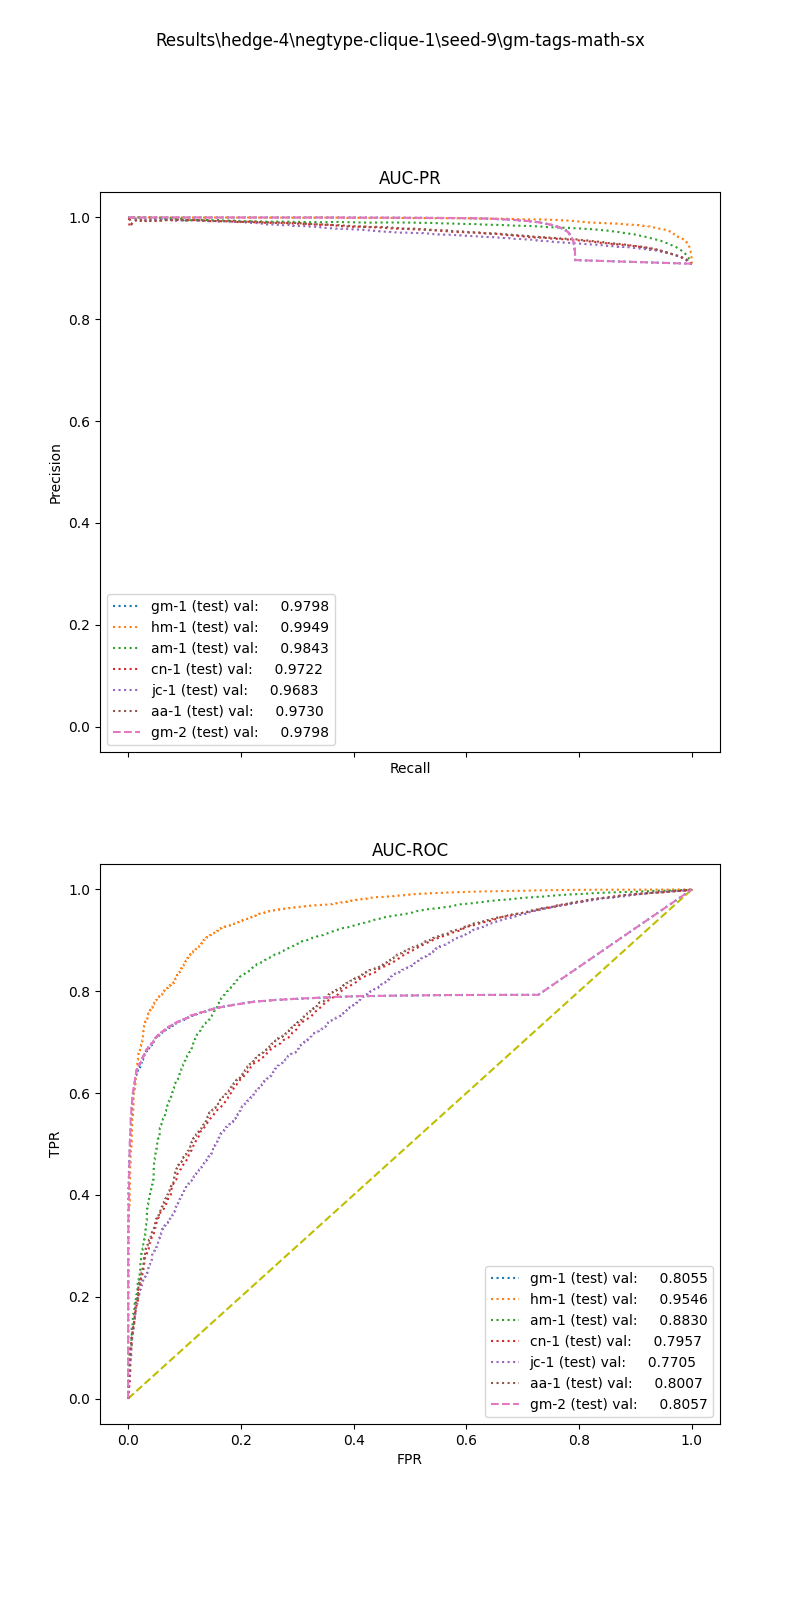 Results\hedge-4\negtype-clique-1\seed-9\gm-tags-math-sx
AUC-PR
1.0
0.8
0.6
0.4
0.2
0.0
Precision
gm-1 (test) val: 0.9798
hm-1 (test) val: 0.9949
am-1 (test) val: 0.9843
cn-1 (test) val: 0.9722
jc-1 (test) val: 0.9683
aa-1 (test) val: 0.9730
gm-2 (test) val: 0.9798
Recall
AUC-ROC
1.0
0.8
0.6
0.4
0.2
0.0
TPR
gm-1 (test) val: 0.8055
hm-1 (test) val: 0.9546
am-1 (test) val: 0.8830
cn-1 (test) val: 0.7957
jc-1 (test) val: 0.7705
aa-1 (test) val: 0.8007
gm-2 (test) val: 0.8057
0.0 0.2 0.4 0.6 0.8 1.0
FPR